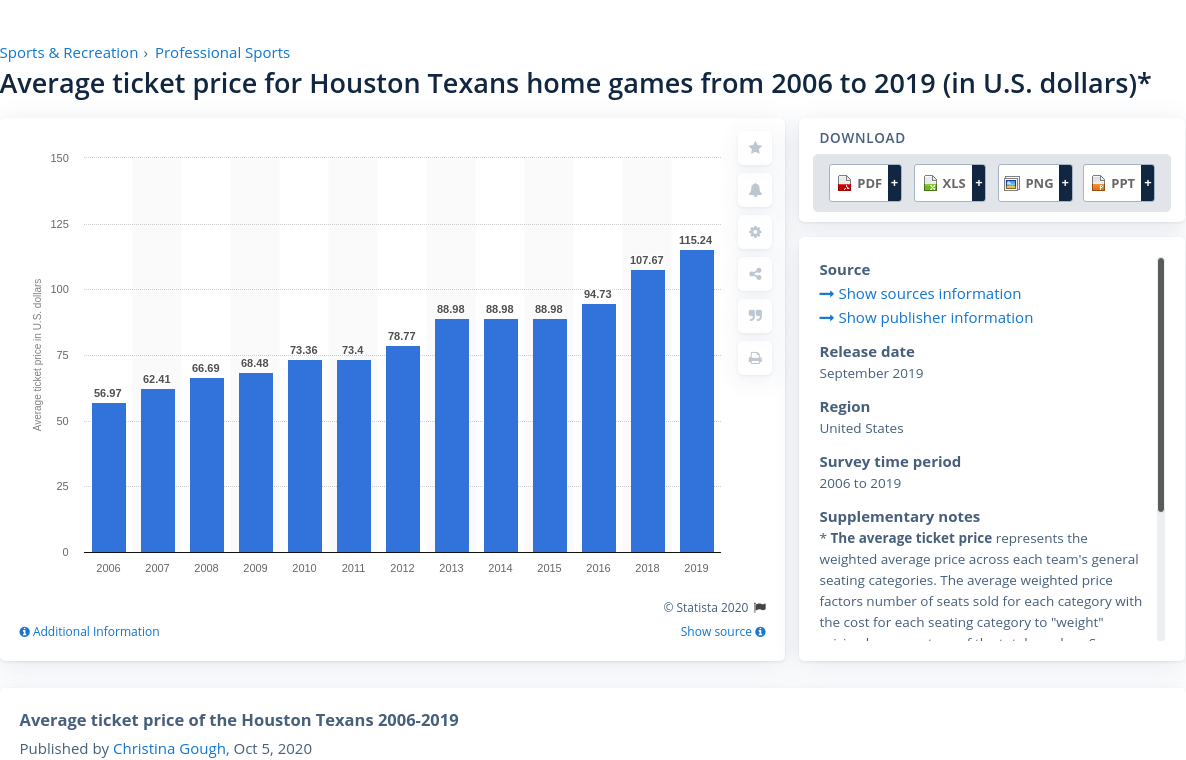 Sports & Recreation › Professional Sports
Average ticket price for Houston Texans home games from 2006 to 2019 (in U.S. dollars)*
Average ticket price in U.S. dollars
150
125
100
75
50
25
0
56.97
62.41
66.69
68.48
73.36
73.4
78.77
88.98
88.98
88.98
94.73
107.67
115.24
2006 2007 2008 2009 2010 2011 2012 2013 2014 2015 2016 2018 2019
© Statista 2020
Additional Information
Show source
DOWNLOAD
PDF + XLS + PNG + PPT +
Source
Show sources information
Show publisher information
Release date
September 2019
Region
United States
Survey time period
2006 to 2019
Supplementary notes
* The average ticket price represents the
weighted average price across each team's general
seating categories. The average weighted price
factors number of seats sold for each category with
the cost for each seating category to "weight"
Average ticket price of the Houston Texans 2006-2019
Published by Christina Gough, Oct 5, 2020